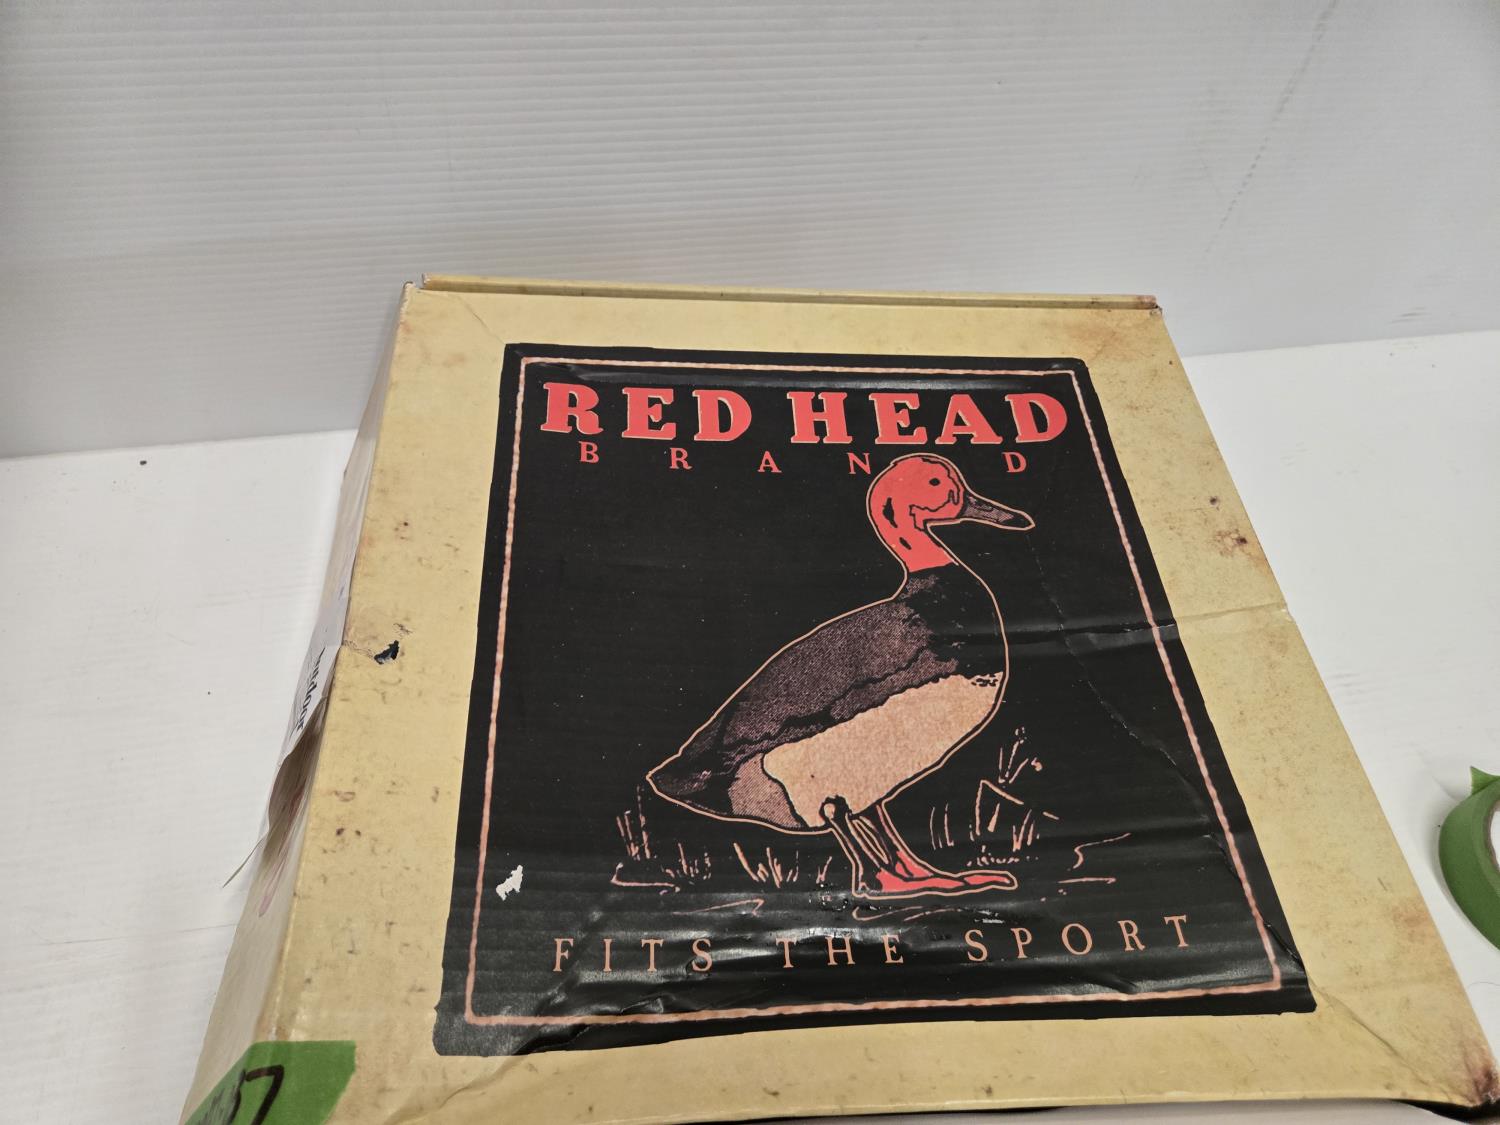 RED HEAD
BRAND
FITS THE SPORT